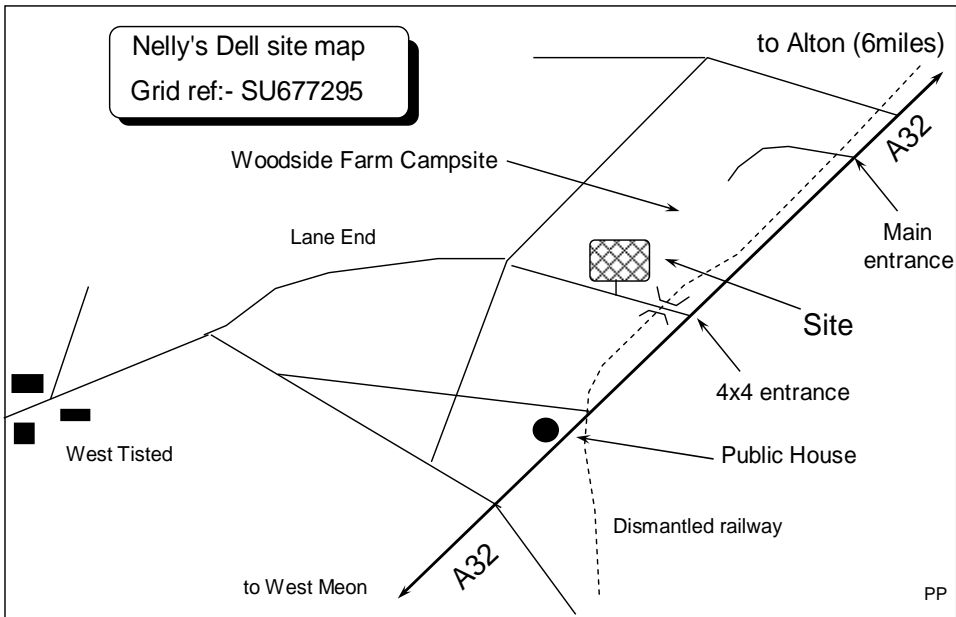 Nelly's Dell site map
Grid ref:- SU677295
to Alton (6miles)
A32
Woodside Farm Campsite
Main
entrance
Lane End
Site
4x4 entrance
Public House
West Tisted
Dismantled railway
A32
to West Meon
PP